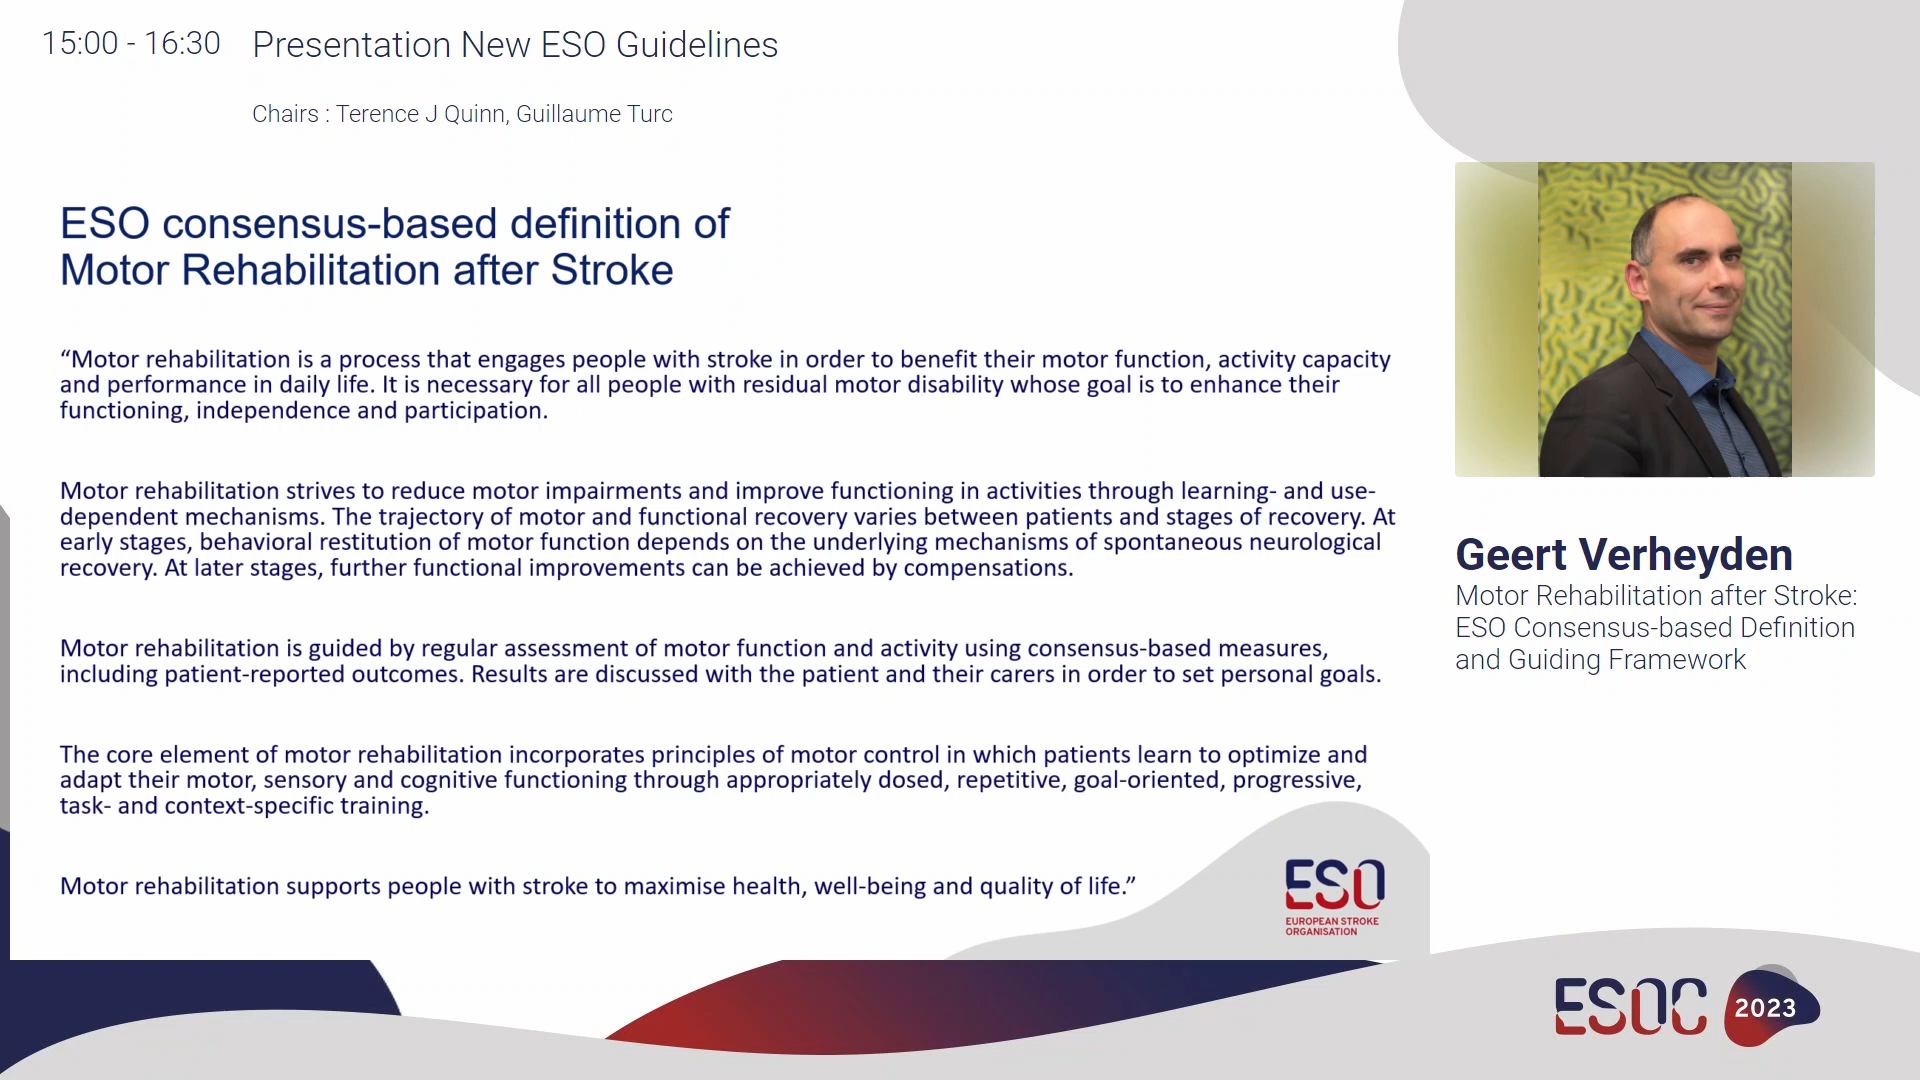 15:00 - 16:30 Presentation New ESO Guidelines
Chairs : Terence J Quinn, Guillaume Turc
ESO consensus-based definition of
Motor Rehabilitation after Stroke
“Motor rehabilitation is a process that engages people with stroke in order to benefit their motor function, activity capacity
and performance in daily life. It is necessary for all people with residual motor disability whose goal is to enhance their
functioning, independence and participation.
Motor rehabilitation strives to reduce motor impairments and improve functioning in activities through learning- and use-
dependent mechanisms. The trajectory of motor and functional recovery varies between patients and stages of recovery. At
early stages, behavioral restitution of motor function depends on the underlying mechanisms of spontaneous neurological
recovery. At later stages, further functional improvements can be achieved by compensations.
Motor rehabilitation is guided by regular assessment of motor function and activity using consensus-based measures,
including patient-reported outcomes. Results are discussed with the patient and their carers in order to set personal goals.
The core element of motor rehabilitation incorporates principles of motor control in which patients learn to optimize and
adapt their motor, sensory and cognitive functioning through appropriately dosed, repetitive, goal-oriented, progressive,
task- and context-specific training.
Motor rehabilitation supports people with stroke to maximise health, well-being and quality of life.”
ESO
EUROPEAN STROKE
ORGANISATION
Geert Verheyden
Motor Rehabilitation after Stroke:
ESO Consensus-based Definition
and Guiding Framework
ESOC 2023